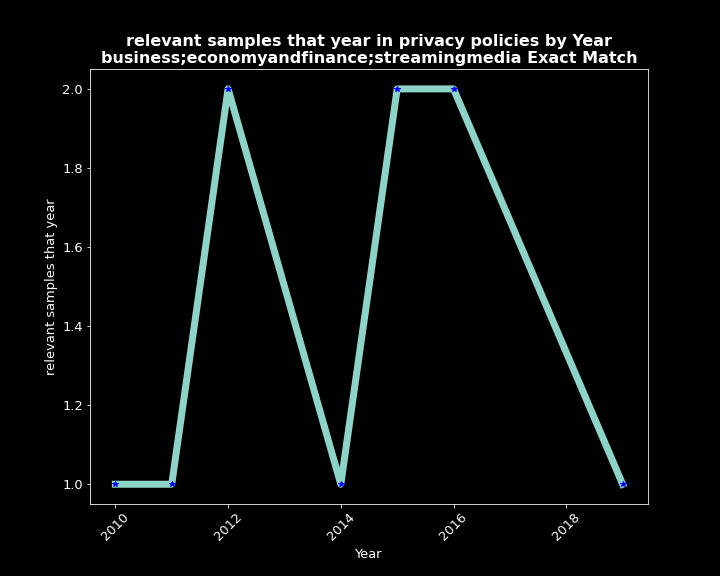 relevant samples that year in privacy policies by Year
business;economyandfinance;streamingmedia Exact Match
relevant samples that year
2.0
1.8
1.6
1.4
1.2
1.0
2010
2012
2014
2016
2018
Year